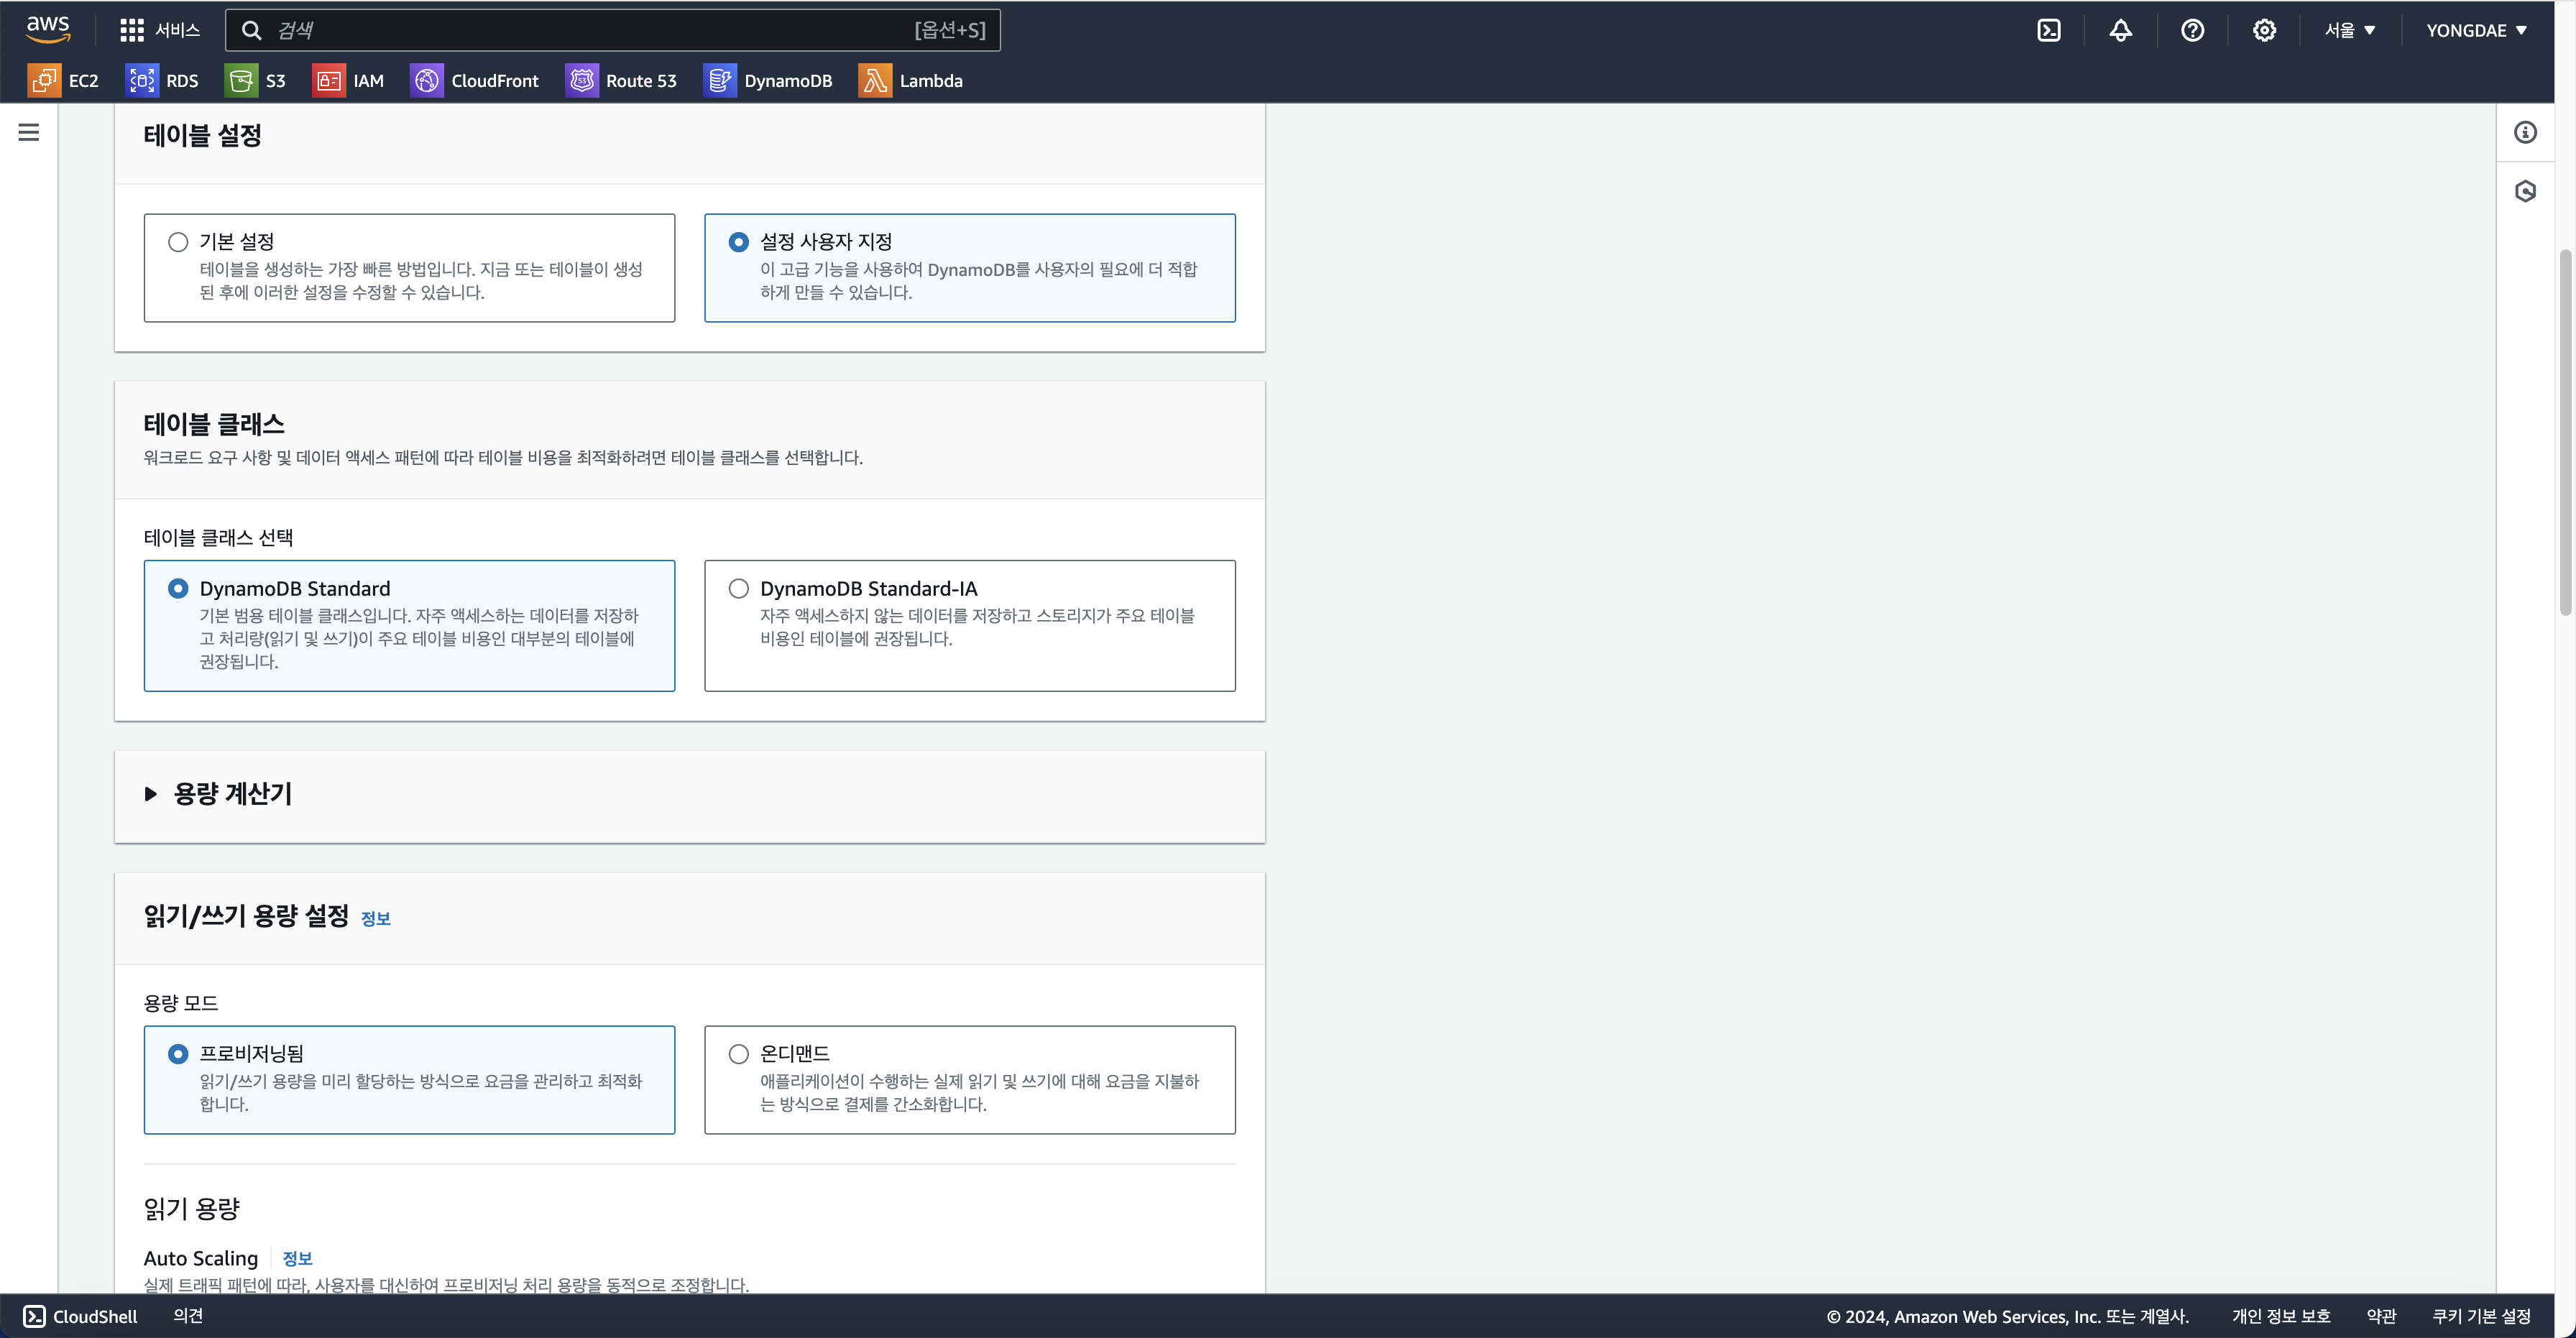 aws
서비스
검색
[옵션+S]
서울
YONGDAE
EC2
RDS
S3
IAM
CloudFront
Route 53
DynamoDB
Lambda
테이블 설정
기본 설정
테이블을 생성하는 가장 빠른 방법입니다. 지금 또는 테이블이 생성
된 후에 이러한 설정을 수정할 수 있습니다.
설정 사용자 지정
이 고급 기능을 사용하여 DynamoDB를 사용자의 필요에 더 적합
하게 만들 수 있습니다.
테이블 클래스
워크로드 요구 사항 및 데이터 액세스 패턴에 따라 테이블 비용을 최적화하려면 테이블 클래스를 선택합니다.
테이블 클래스 선택
DynamoDB Standard
기본 범용 테이블 클래스입니다. 자주 액세스하는 데이터를 저장하
고 처리량(읽기 및 쓰기)이 주요 테이블 비용인 대부분의 테이블에
권장됩니다.
DynamoDB Standard-IA
자주 액세스하지 않는 데이터를 저장하고 스토리지가 주요 테이블
비용인 테이블에 권장됩니다.
용량 계산기
읽기/쓰기 용량 설정 정보
용량 모드
프로비저닝됨
읽기/쓰기 용량을 미리 할당하는 방식으로 요금을 관리하고 최적화
합니다.
온디맨드
애플리케이션이 수행하는 실제 읽기 및 쓰기에 대해 요금을 지불하
는 방식으로 결제를 간소화합니다.
읽기 용량
Auto Scaling 정보
실제 트래픽 패턴에 따라, 사용자를 대신하여 프로비저닝 처리 용량을 동적으로 조정합니다.
CloudShell
의견
© 2024, Amazon Web Services, Inc. 또는 계열사.
개인 정보 보호
약관
쿠키 기본 설정